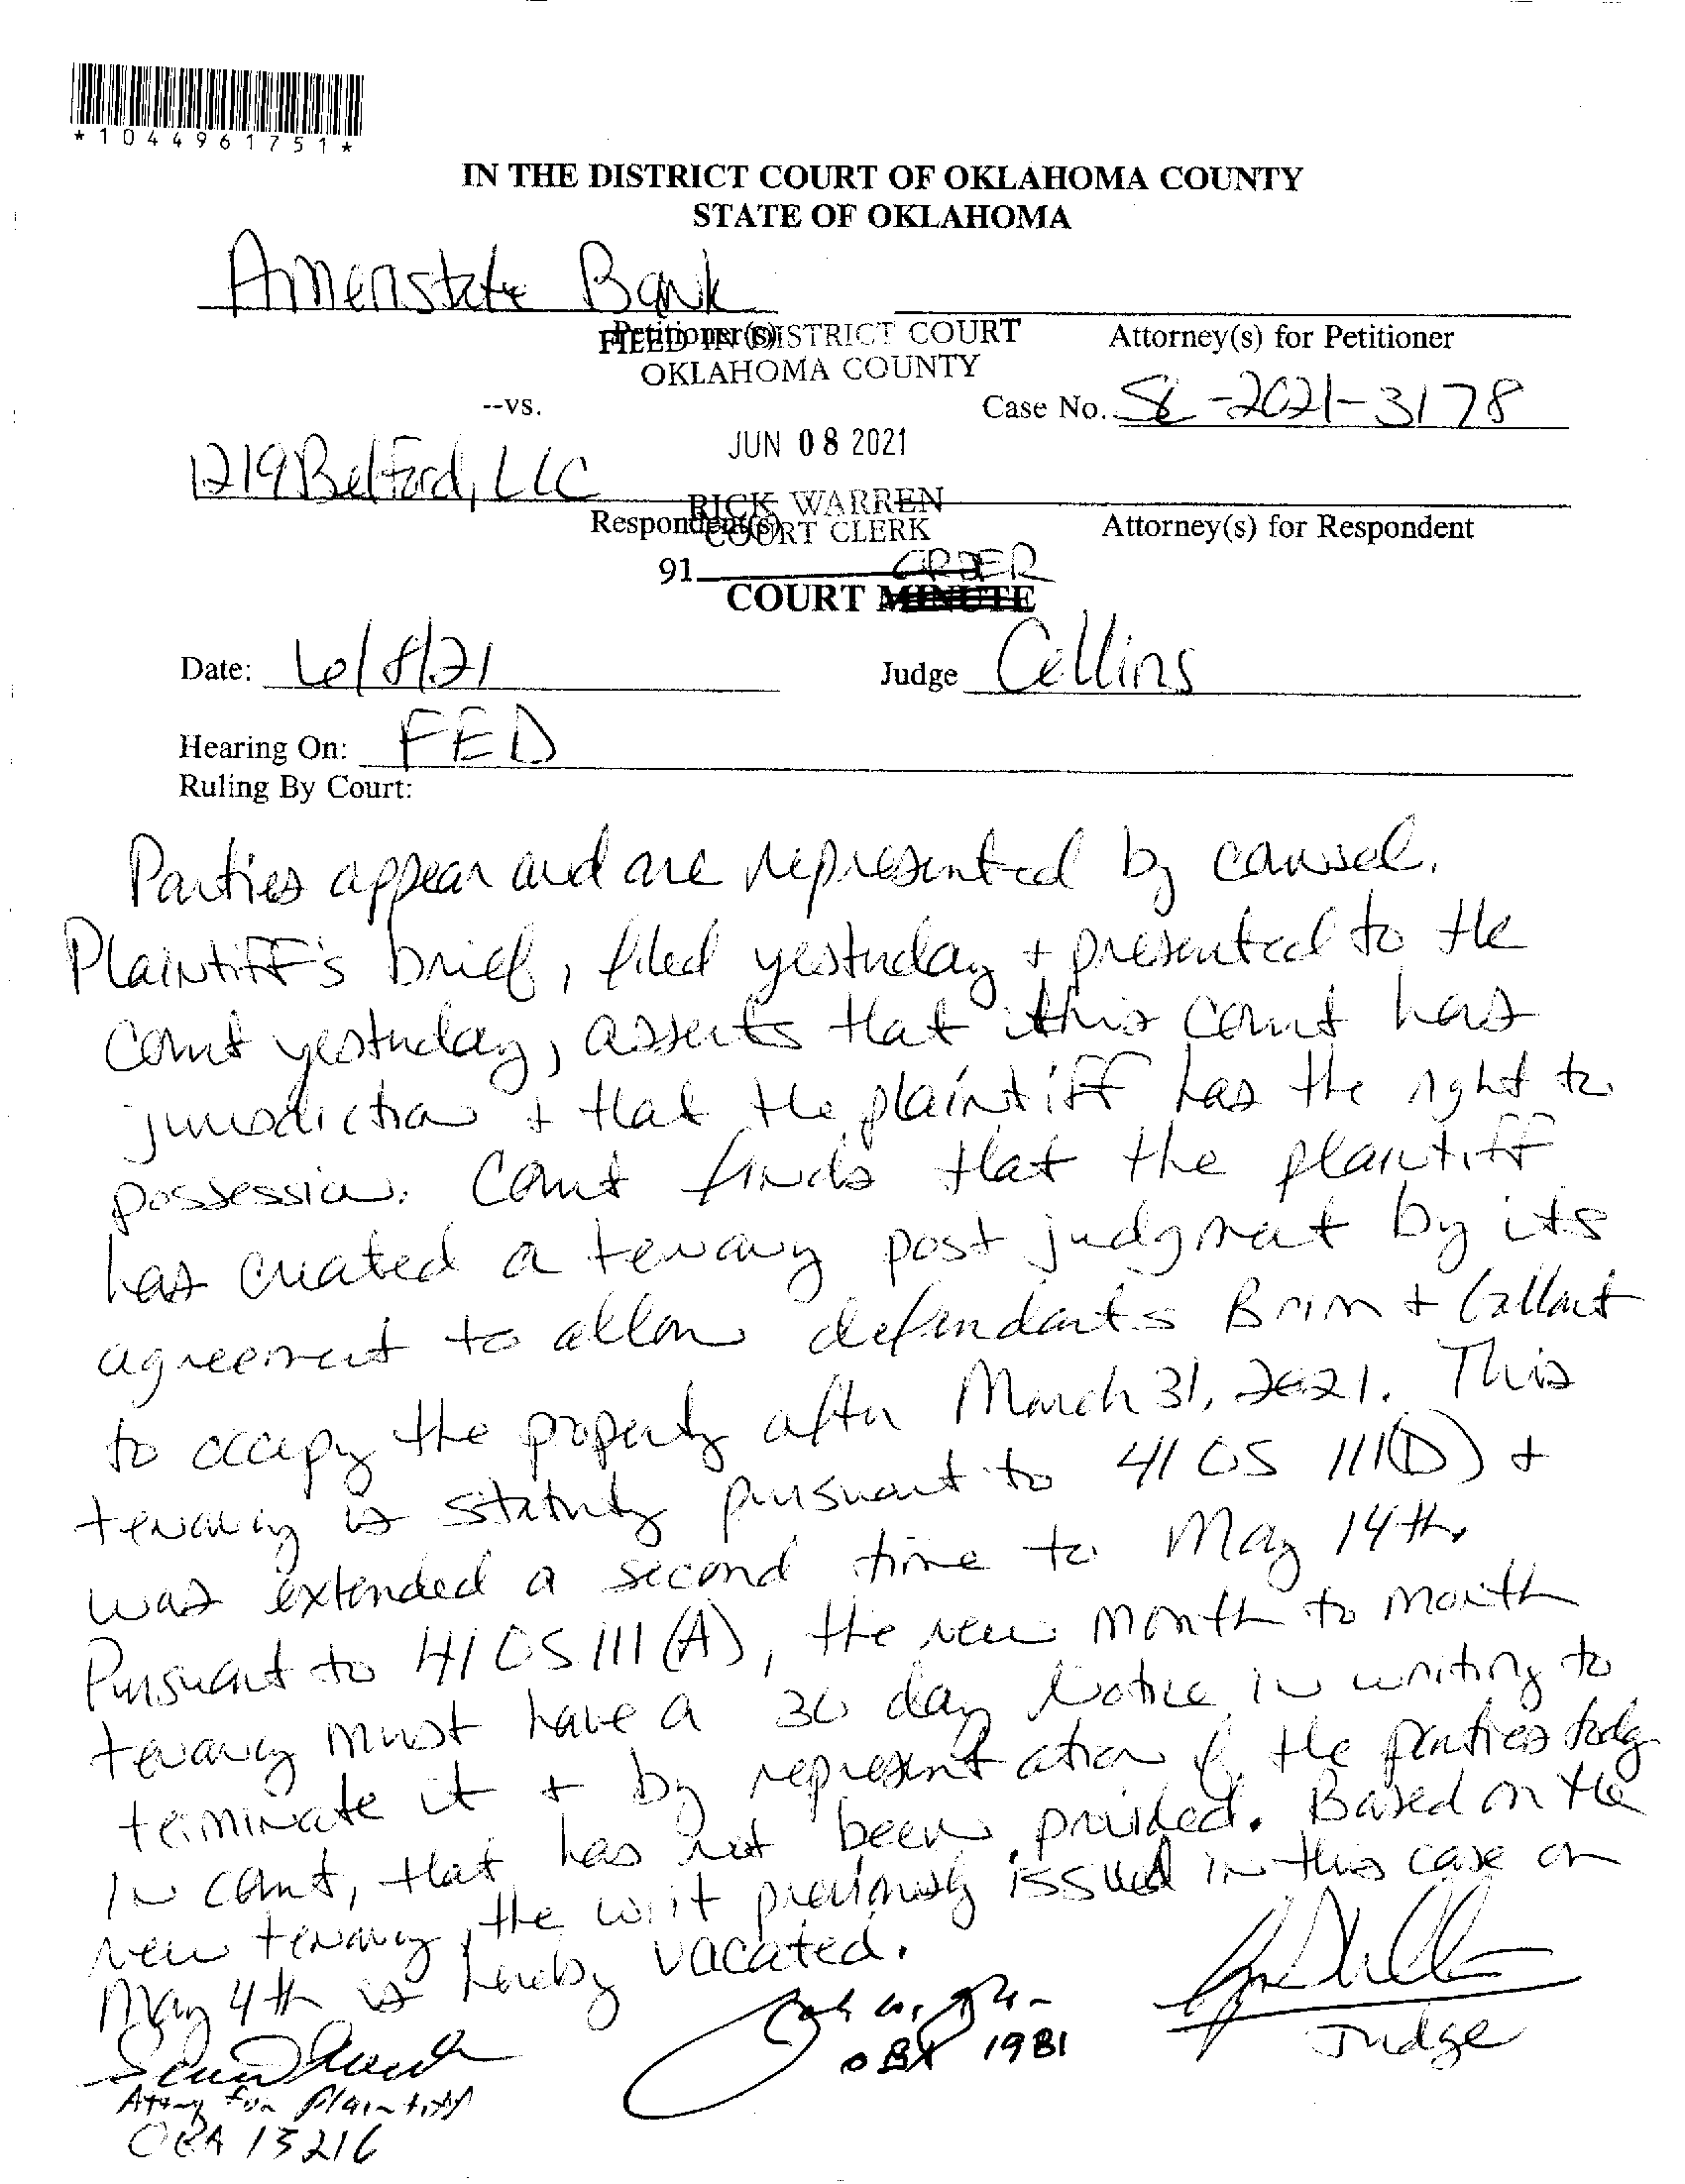 *1044961751*
IN THE DISTRICT COURT OF OKLAHOMA COUNTY
STATE OF OKLAHOMA
Ameristate Bank
Petitioner(s)
Attorney(s) for Petitioner
FILED IN DISTRICT COURT
OKLAHOMA COUNTY
--vs.
Case No. SC-2021-3178
JUN 08 2021
1219 Belford, LLC
RICK WARREN
COURT CLERK
Respondent(s)
Attorney(s) for Respondent
91
ORDER
COURT MINUTE
Date: 6/8/21
Judge Collins
Hearing On: FED
Ruling By Court:
Parties appear and are represented by counsel.
Plaintiff's brief, filed yesterday + presented to the
court yesterday, asserts that this court has
jurisdiction + that the plaintiff has the right to
possession. Court finds that the plaintiff
has created a tenancy post judgment by its
agreement to allow defendants Brim + Gallant
to occupy the property after March 31, 2021. This
tenancy is statutory pursuant to 41 OS 111(D) +
was extended a second time to May 14th.
Pursuant to 41 OS 111(A), the new month to month
tenancy must have a 30 day notice in writing to
terminate it + by representation of the parties today
in court, that has not been provided. Based on the
new tenancy, the writ previously issued in this case on
May 4th is hereby vacated.
Judge
OBA 1981
Attny for Plaintiff
OBA 15216